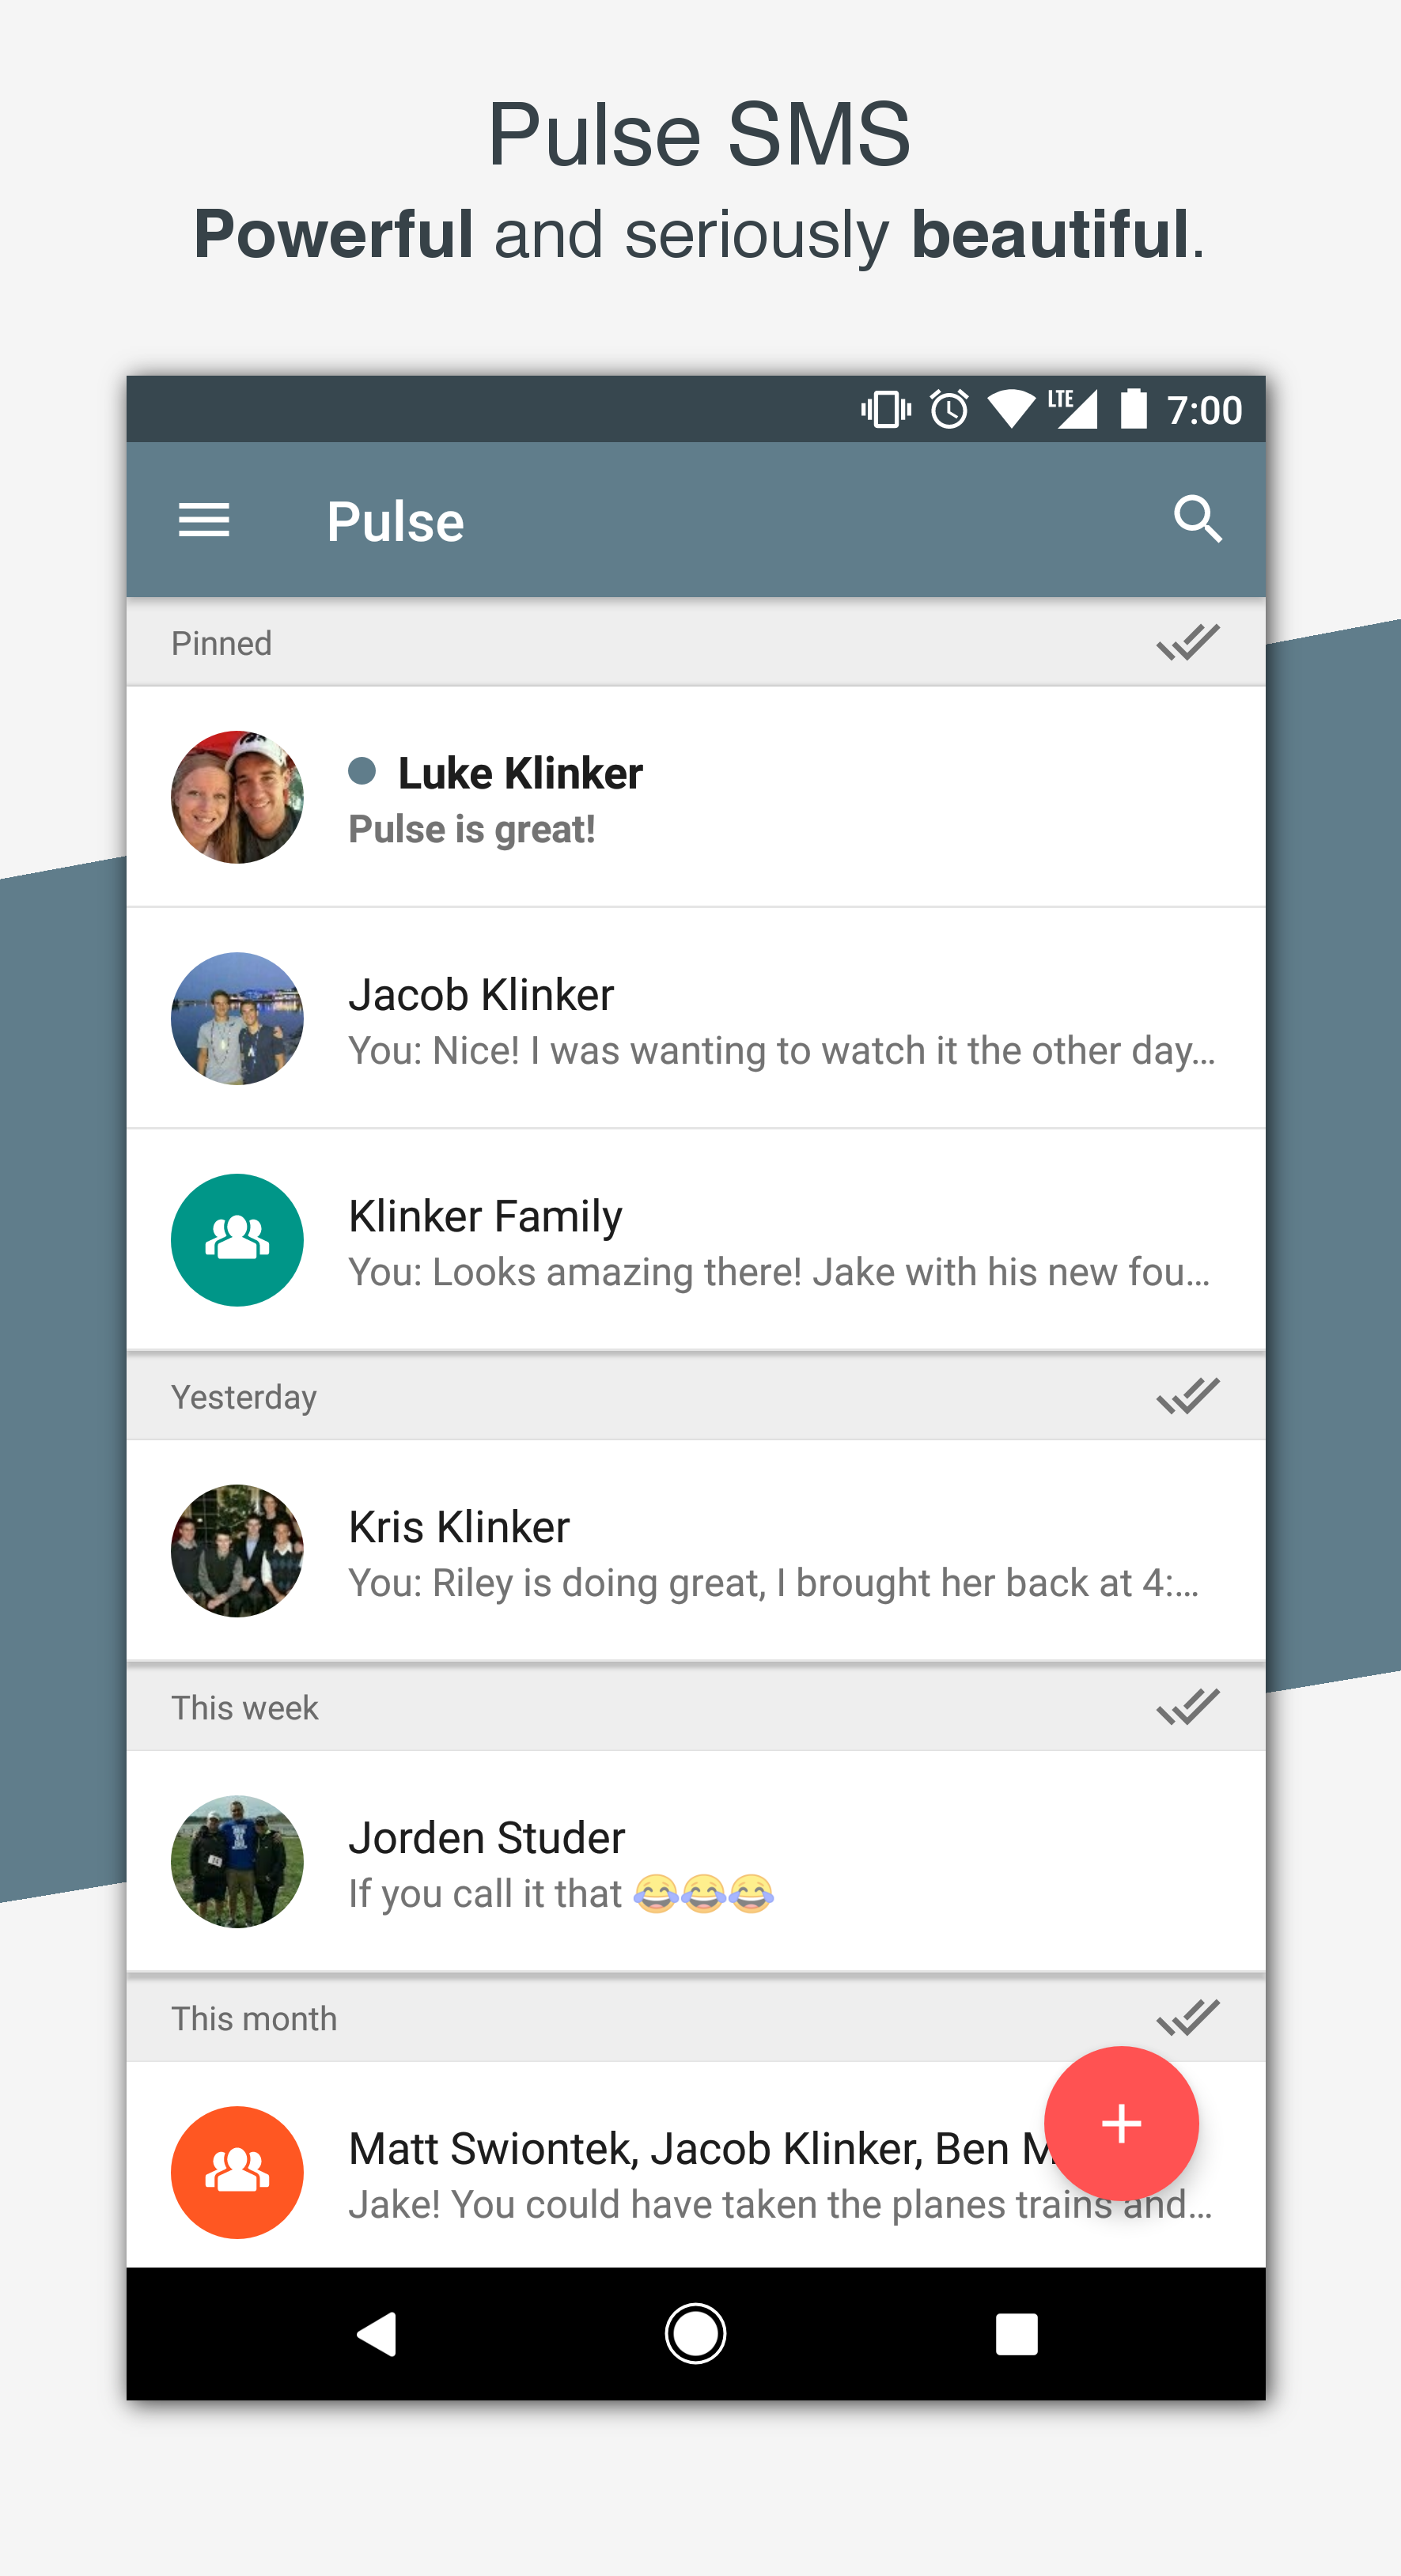 Pulse SMS
Powerful and seriously beautiful.
LTE 7:00
Pulse
Pinned
Luke Klinker
Pulse is great!
Jacob Klinker
You: Nice! I was wanting to watch it the other day...
Klinker Family
You: Looks amazing there! Jake with his new fou...
Yesterday
Kris Klinker
You: Riley is doing great, I brought her back at 4:...
This week
Jorden Studer
If you call it that 😂😂😂
This month
Matt Swiontek, Jacob Klinker, Ben
Jake! You could have taken the planes trains and...